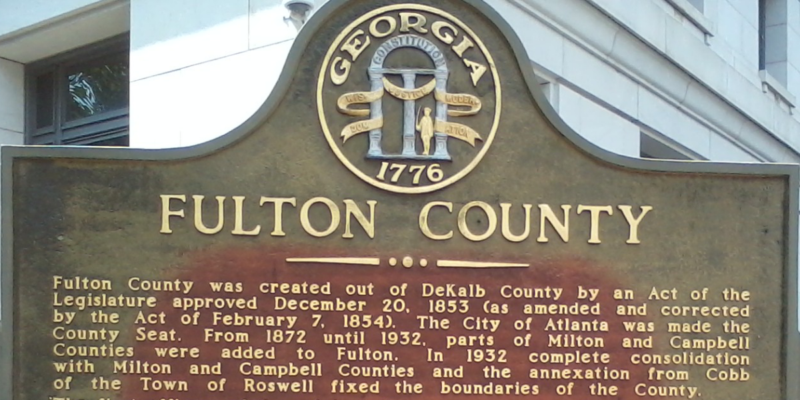 GEORGIA
CONSTITUTION
1776
FULTON COUNTY
Fulton County was created out of DeKalb County by an Act of the
Legislature approved December 20, 1853 (as amended and corrected
by the Act of February 7, 1854). The City of Atlanta was made the
County Seat. From 1872 until 1932, parts of Milton and Campbell
Counties were added to Fulton. In 1932 complete consolidation
with Milton and Campbell Counties and the annexation from Cobb
of the Town of Roswell fixed the boundaries of the County.